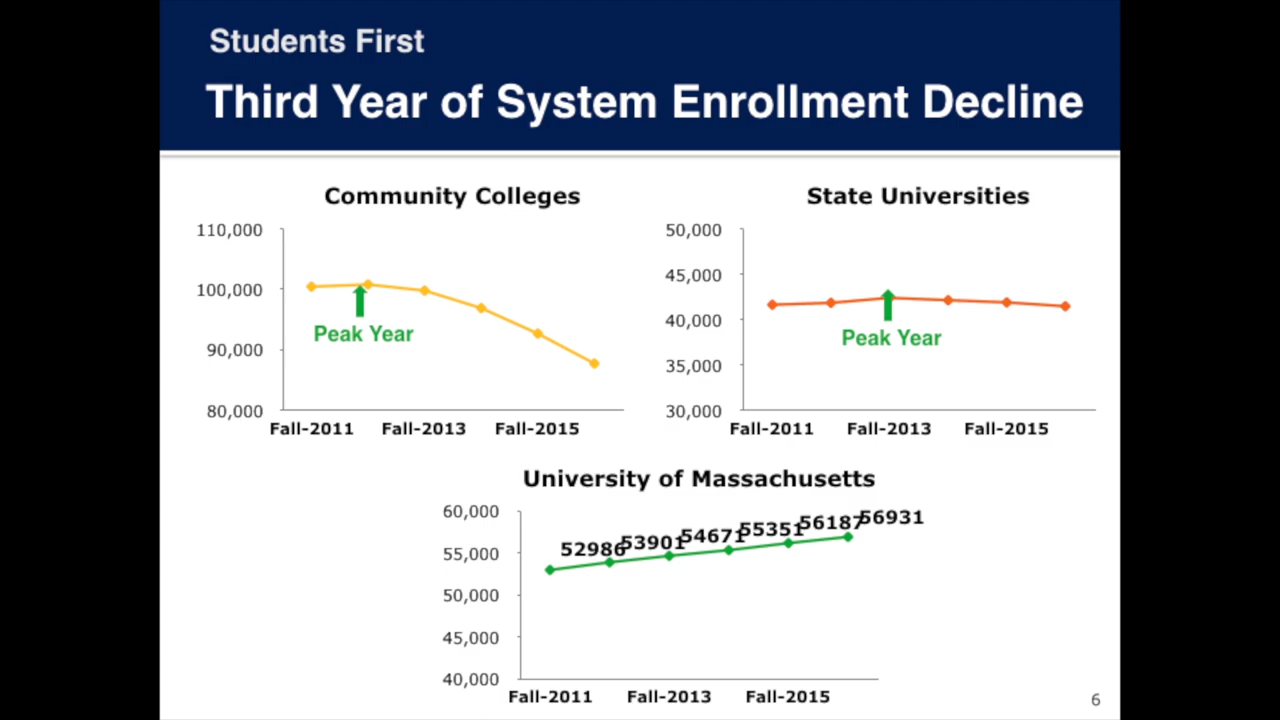 Students First
Third Year of System Enrollment Decline
Community Colleges
110,000
100,000
90,000
80,000
Peak Year
Fall-2011 Fall-2013 Fall-2015
State Universities
50,000
45,000
40,000
35,000
30,000
Peak Year
Fall-2011 Fall-2013 Fall-2015
University of Massachusetts
60,000
55,000
50,000
45,000
40,000
52986 53901 54671 55351 56187 56931
Fall-2011 Fall-2013 Fall-2015
6